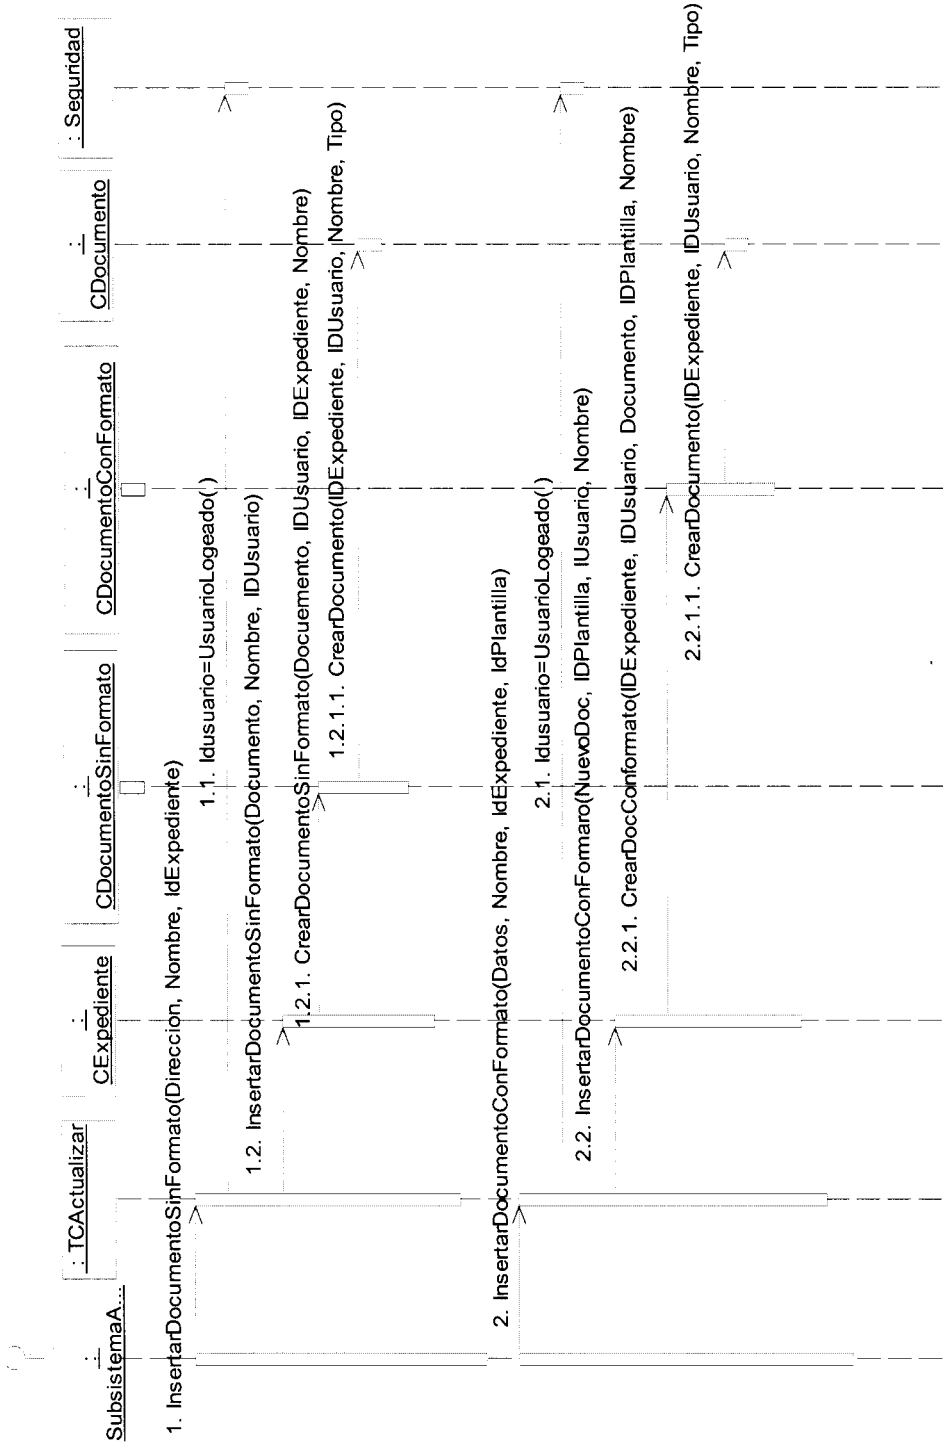 : SubsistemaA...
: TCActualizar
: CExpediente
: CDocumentoSinFormato
: CDocumentoConFormato
: CDocumento
: Seguridad
1. InsertarDocumentoSinFormato(Direccion, Nombre, IdExpediente)
1.1. Idusuario=UsuarioLogeado( )
1.2. InsertarDocumentoSinFormato(Documento, Nombre, IDUsuario)
1.2.1. CrearDocumentoSinFormato(Docuemento, IDUsuario, IDExpediente, Nombre)
1.2.1.1. CrearDocumento(IDExpediente, IDUsuario, Nombre, Tipo)
2. InsertarDocumentoConFormato(Datos, Nombre, IdExpediente, IdPlantilla)
2.1. Idusuario=UsuarioLogeado( )
2.2. InsertarDocumentoConFormaro(NuevoDoc, IDPlantilla, IUsuario, Nombre)
2.2.1. CrearDocConformato(IDExpediente, IDUsuario, Documento, IDPlantilla, Nombre)
2.2.1.1. CrearDocumento(IDExpediente, IDUsuario, Nombre, Tipo)